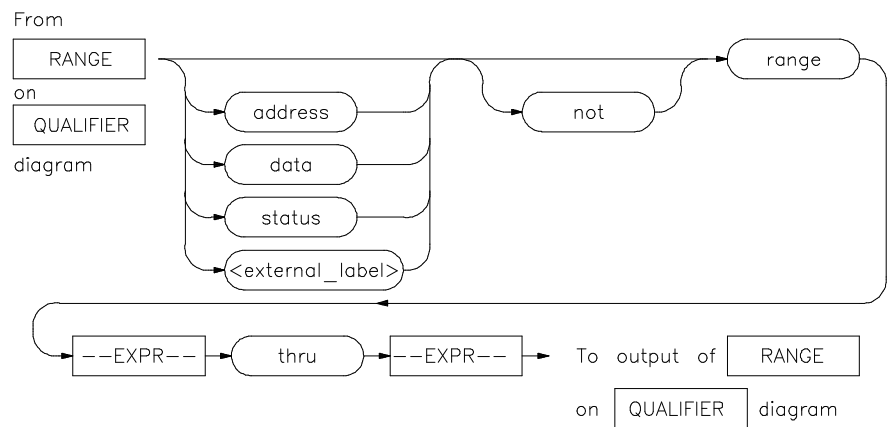 From
RANGE range
on
address not
QUALIFIER
diagram data
status
<external_label>
--EXPR-- thru --EXPR-- To output of RANGE
on QUALIFIER diagram